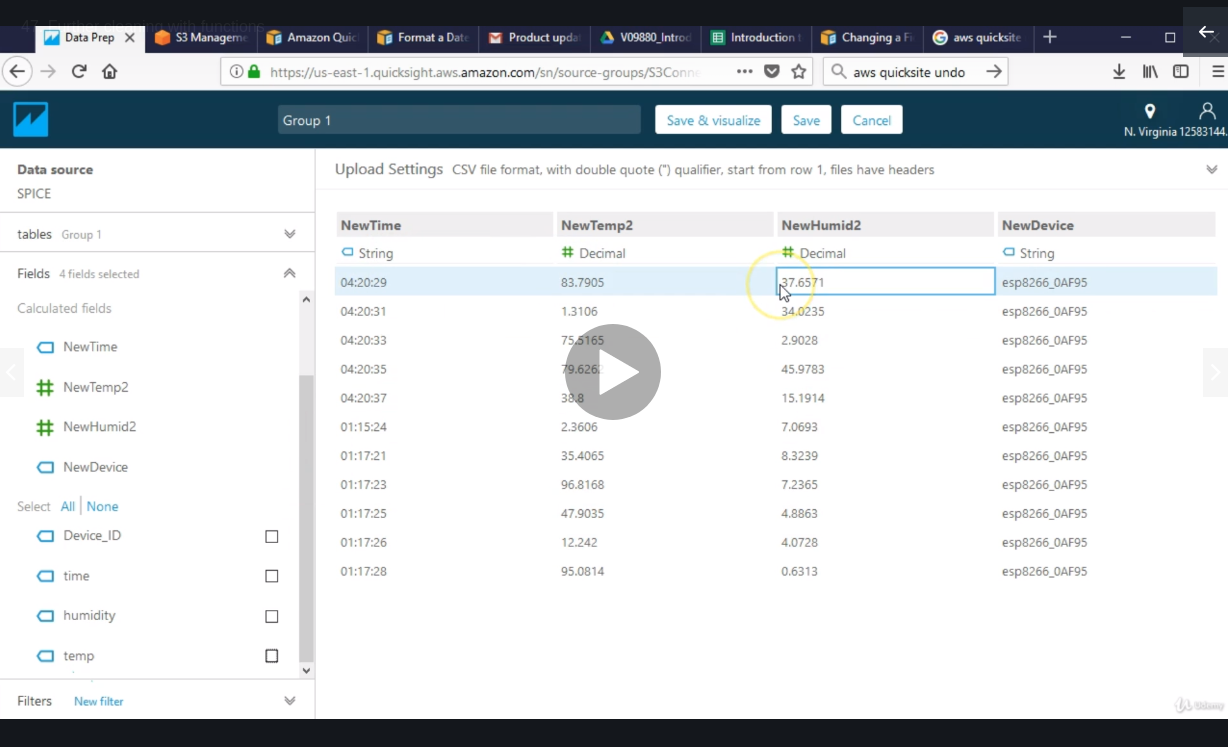 47. Further cleaning with functions
Data Prep
S3 Manageme
Amazon Quic
Format a Date
Product upda
V09880_Introd
Introduction t
Changing a Fi
aws quicksite
https://us-east-1.quicksight.aws.amazon.com/sn/source-groups/S3Conne
aws quicksite undo
Group 1
Save & visualize
Save
Cancel
N. Virginia 12583144.
Data source
SPICE
tables Group 1
Fields 4 fields selected
Calculated fields
NewTime
NewTemp2
NewHumid2
NewDevice
Select All None
Device_ID
time
humidity
temp
Filters New filter
Upload Settings CSV file format, with double quote (") qualifier, start from row 1, files have headers
NewTime NewTemp2 NewHumid2 NewDevice
String Decimal Decimal String
04:20:29 83.7905 37.6571 esp8266_0AF95
04:20:31 1.3106 34.0235 esp8266_0AF95
04:20:33 75.5165 2.9028 esp8266_0AF95
04:20:35 79.6262 45.9783 esp8266_0AF95
04:20:37 38.8 15.1914 esp8266_0AF95
01:15:24 2.3606 7.0693 esp8266_0AF95
01:17:21 35.4065 8.3239 esp8266_0AF95
01:17:23 96.8168 7.2365 esp8266_0AF95
01:17:25 47.9035 4.8863 esp8266_0AF95
01:17:26 12.242 4.0728 esp8266_0AF95
01:17:28 95.0814 0.6313 esp8266_0AF95
Udemy